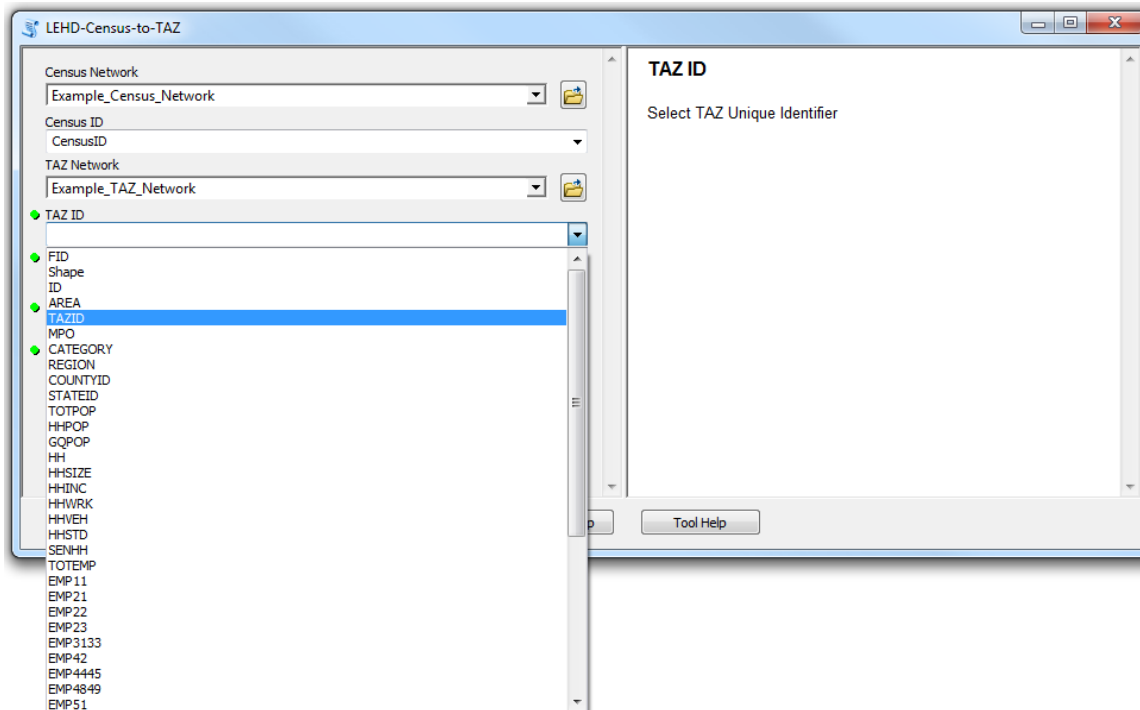 LEHD-Census-to-TAZ
Census Network
Example_Census_Network
Census ID
CensusID
TAZ Network
Example_TAZ_Network
TAZ ID
FID
Shape
ID
AREA
TAZID
MPO
CATEGORY
REGION
COUNTYID
STATEID
TOTPOP
HHPOP
GQPOP
HH
HHSIZE
HHINC
HHWRK
HHVEH
HHSTD
SENHH
TOTEMP
EMP11
EMP21
EMP22
EMP23
EMP3133
EMP42
EMP4445
EMP4849
EMP51
TAZ ID
Select TAZ Unique Identifier
Tool Help